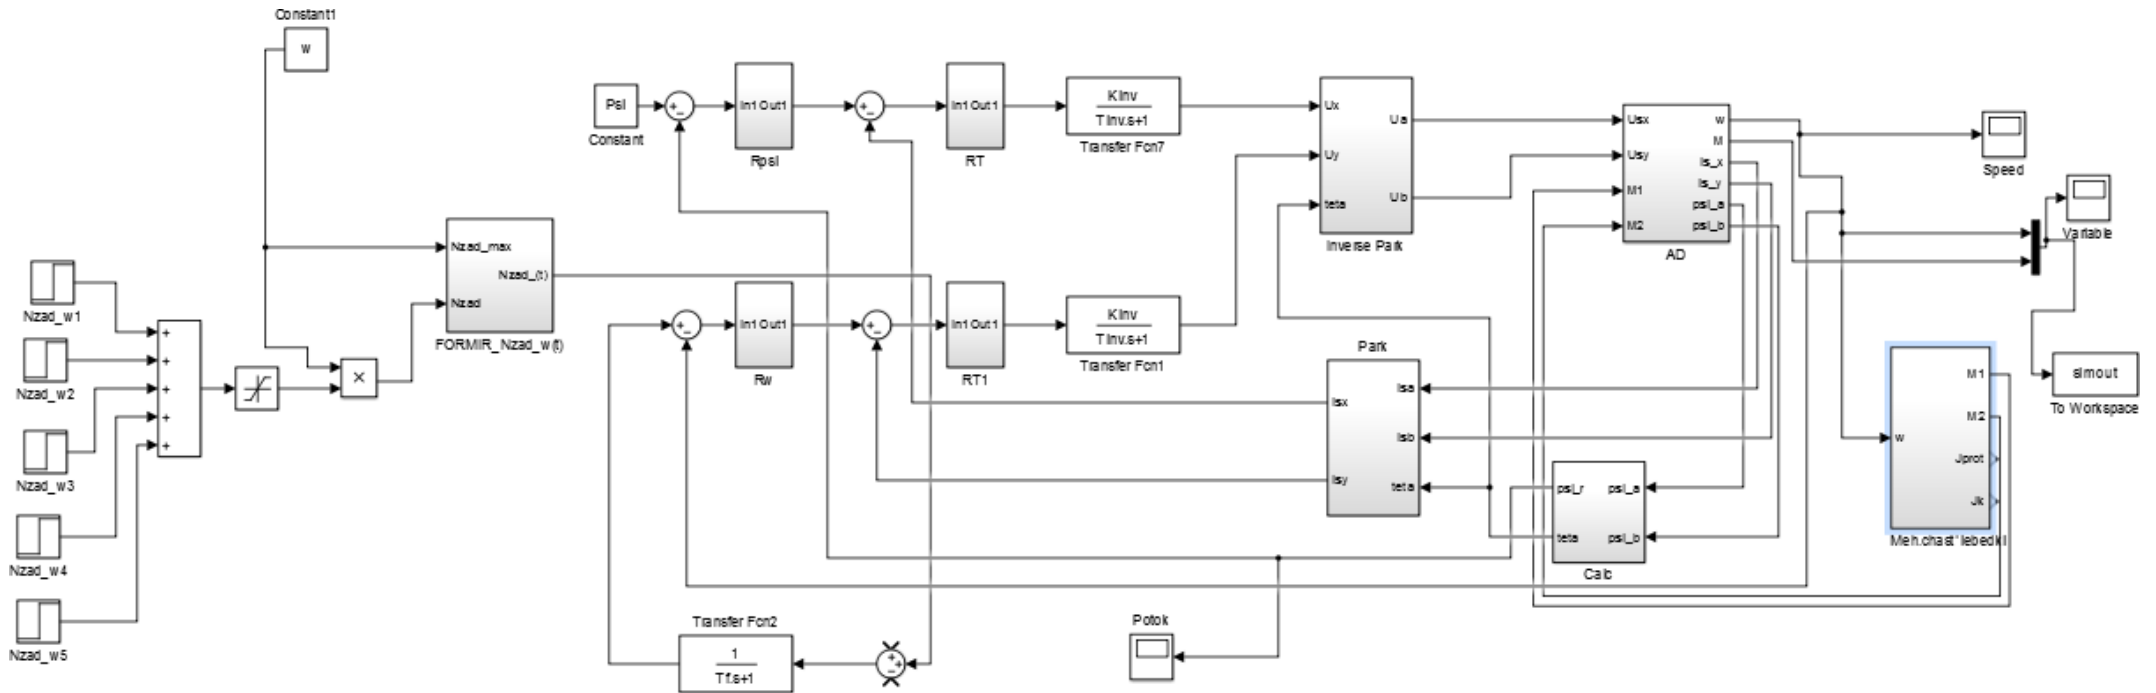 Constant1
w
Nzad_w1
Nzad_w2
Nzad_w3
Nzad_w4
Nzad_w5
+
+
+
+
+
×
Nzad_max
Nzad
Nzad_(t)
FORMIR_Nzad_w(t)
Psi
Constant
+
−
In1 Out1
Rpsi
+
−
In1 Out1
RT
Kinv
Tinv.s+1
Transfer Fcn7
+
−
In1 Out1
Rw
+
−
In1 Out1
RT1
Kinv
Tinv.s+1
Transfer Fcn1
Ux
Uy
teta
Ua
Ub
Inverse Park
Usx
Usy
M1
M2
w
M
Is_x
Is_y
psi_a
psi_b
AD
Speed
Variable
simout
To Workspace
Park
Isx
Isy
Isa
Isb
teta
psi_r
teta
psi_a
psi_b
Calc
w
M1
M2
Jprot
Jk
Meh.chast' lebedki
Transfer Fcn2
1
Tf.s+1
Potok